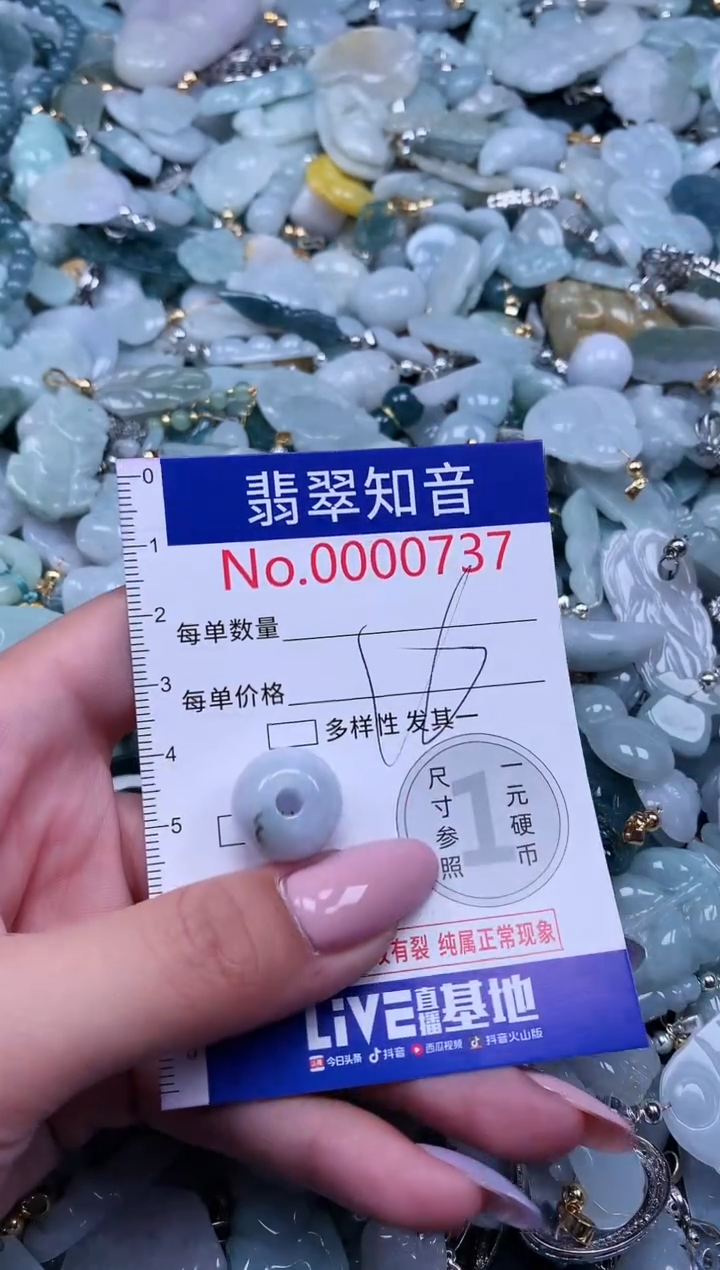 0
翡翠知音
1
No.0000737
2
每单数量
3
每单价格
多样性 发其一
4
尺寸参照
1
一元硬币
5
有裂 纯属正常现象
LiVE直播基地
今日头条 抖音 西瓜视频 抖音火山版